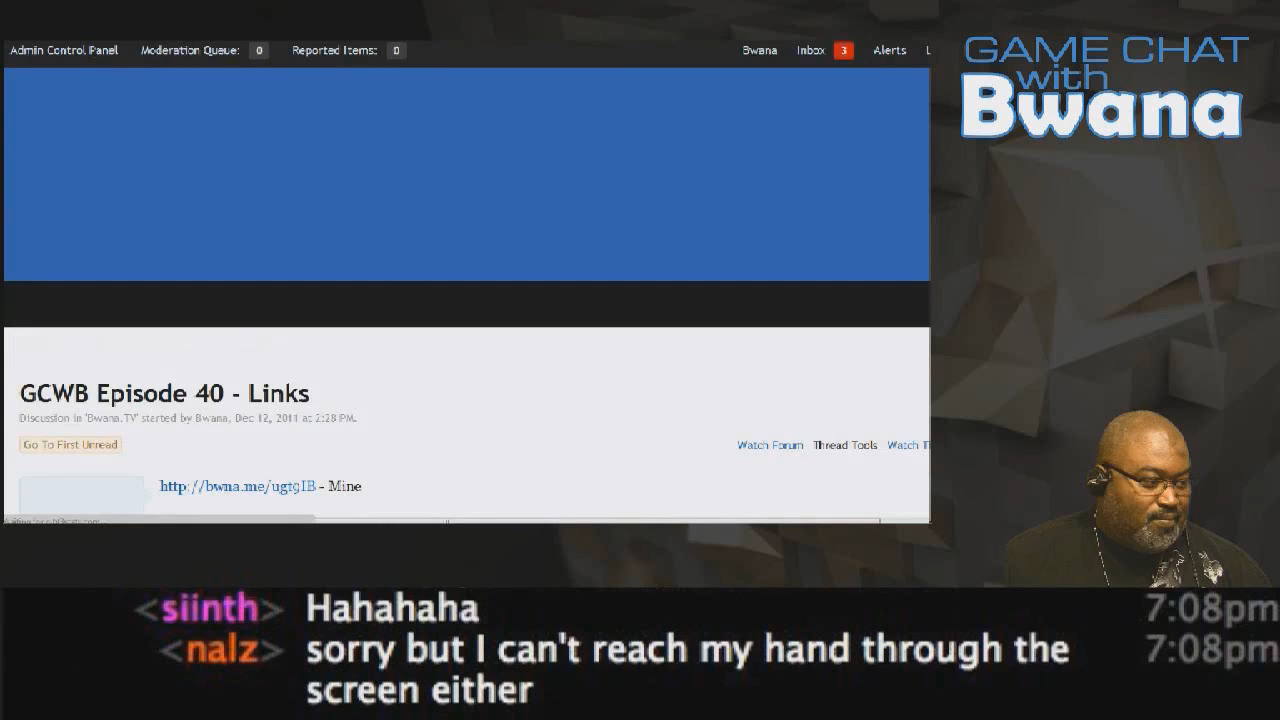 Admin Control Panel Moderation Queue: 0 Reported Items: 0 Bwana Inbox 3 Alerts L
GAME CHAT
with
Bwana
GCWB Episode 40 - Links
Discussion in 'Bwana.TV' started by Bwana, Dec 12, 2011 at 2:28 PM.
Go To First Unread Watch Forum Thread Tools Watch T
http://bwna.me/ugt9IB - Mine
<siinth> Hahahaha 7:08pm
<nalz> sorry but I can't reach my hand through the 7:08pm
screen either